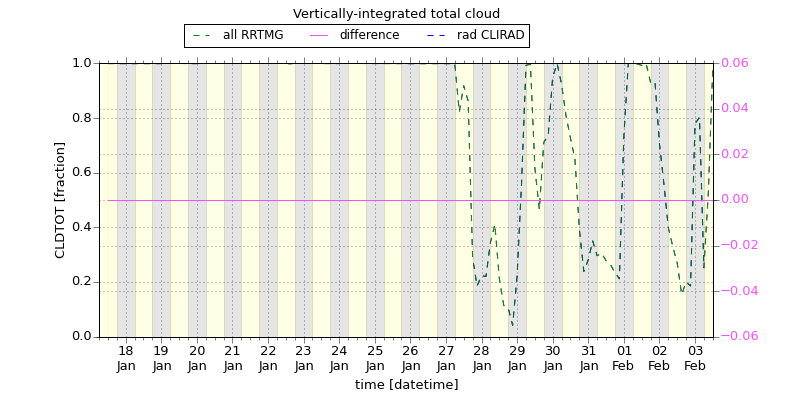 Vertically-integrated total cloud
all RRTMG difference rad CLIRAD
1.0
0.8
0.6
0.4
0.2
0.0
CLDTOT [fraction]
0.06
0.04
0.02
0.00
−0.02
−0.04
−0.06
18 19 20 21 22 23 24 25 26 27 28 29 30 31 01 02 03
Jan Jan Jan Jan Jan Jan Jan Jan Jan Jan Jan Jan Jan Jan Feb Feb Feb
time [datetime]